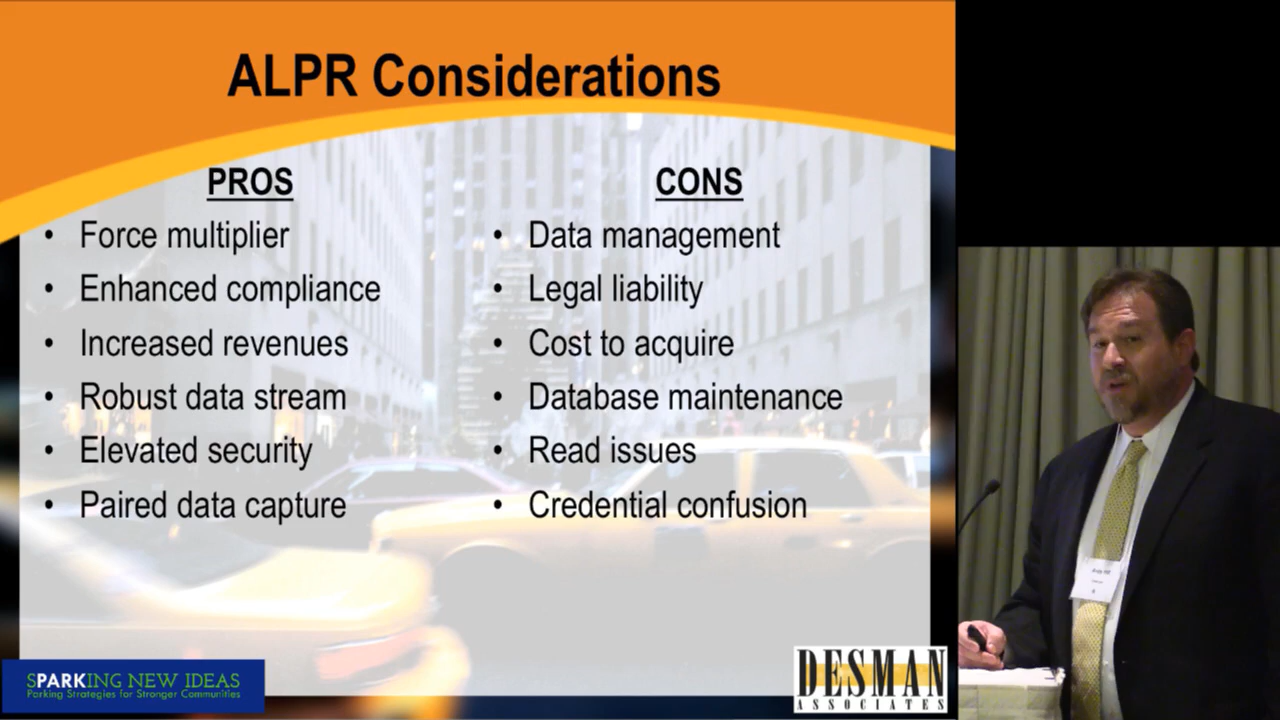 ALPR Considerations
PROS
• Force multiplier
• Enhanced compliance
• Increased revenues
• Robust data stream
• Elevated security
• Paired data capture
CONS
• Data management
• Legal liability
• Cost to acquire
• Database maintenance
• Read issues
• Credential confusion
SPARKING NEW IDEAS
Parking Strategies for Stronger Communities
DESMAN
ASSOCIATES